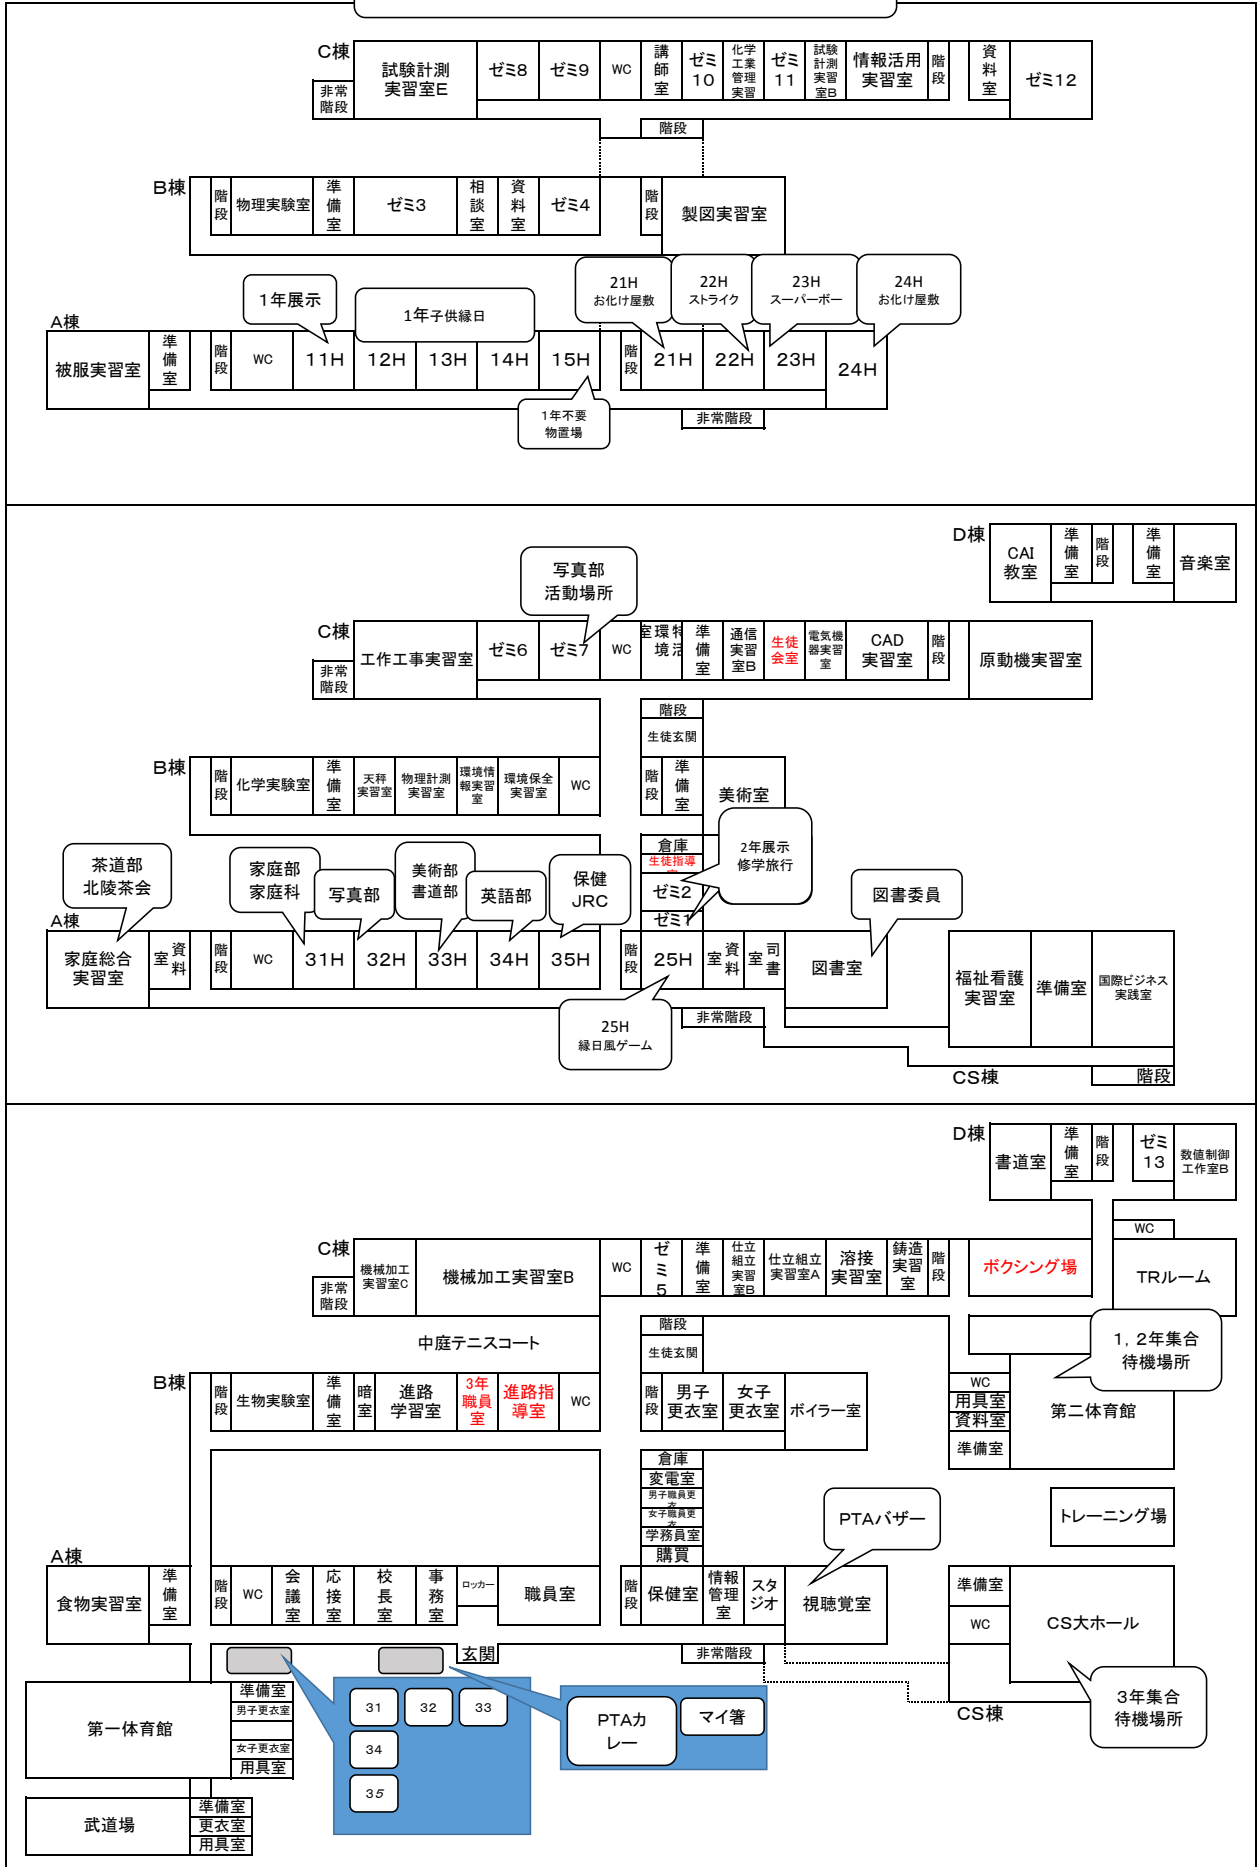 C棟
非常
階段
試験計測
実習室E
ゼミ8
ゼミ9
WC
講師室
ゼミ
10
化学
工業
管理
実習
ゼミ
11
試験
計測
実習
室B
情報活用
実習室
階段
資料室
ゼミ12
階段
B棟
階段
物理実験室
準備室
ゼミ3
相談室
資料室
ゼミ4
階段
製図実習室
1年展示
1年子供縁日
21H
お化け屋敷
22H
ストライク
23H
スーパーボー
24H
お化け屋敷
A棟
被服実習室
準備室
階段
WC
11H
12H
13H
14H
15H
階段
21H
22H
23H
24H
1年不要
物置場
非常階段
D棟
CAI
教室
準備室
階段
準備室
音楽室
写真部
活動場所
C棟
非常
階段
工作工事実習室
ゼミ6
ゼミ7
WC
準備室
通信
実習
室B
生徒
会室
電気機
器実習
室
CAD
実習室
階段
原動機実習室
階段
生徒玄関
B棟
階段
化学実験室
準備室
天秤
実習室
物理計測
実習室
環境情
報実習
室
環境保全
実習室
WC
階段
準備室
美術室
倉庫
生徒指導
ゼミ2
ゼミ1
2年展示
修学旅行
茶道部
北陵茶会
家庭部
家庭科
写真部
美術部
書道部
英語部
保健
JRC
図書委員
A棟
家庭総合
実習室
資料室
階段
WC
31H
32H
33H
34H
35H
階段
25H
資料室
司書室
図書室
福祉看護
実習室
準備室
国際ビジネス
実践室
25H
縁日風ゲーム
非常階段
CS棟
階段
D棟
書道室
準備室
階段
ゼミ
13
数値制御
工作室B
WC
C棟
非常
階段
機械加工
実習室C
機械加工実習室B
WC
ゼミ5
準備室
仕立
組立
実習
室B
仕立組立
実習室A
溶接
実習室
鋳造
実習
室
階段
ボクシング場
TRルーム
中庭テニスコート
階段
生徒玄関
1，2年集合
待機場所
B棟
階段
生物実験室
準備室
暗室
進路
学習室
3年
職員
室
進路指
導室
WC
階段
男子
更衣室
女子
更衣室
ボイラー室
WC
用具室
資料室
準備室
第二体育館
倉庫
変電室
男子職員更
衣
女子職員更
衣
学務員室
購買
PTAバザー
トレーニング場
A棟
食物実習室
準備室
階段
WC
会議室
応接室
校長室
事務室
ロッカー
職員室
階段
保健室
情報
管理
室
スタ
ジオ
視聴覚室
準備室
WC
CS大ホール
玄関
非常階段
3年集合
待機場所
CS棟
第一体育館
準備室
男子更衣室
女子更衣室
用具室
31
32
33
34
35
PTAカ
レー
マイ箸
武道場
準備室
更衣室
用具室